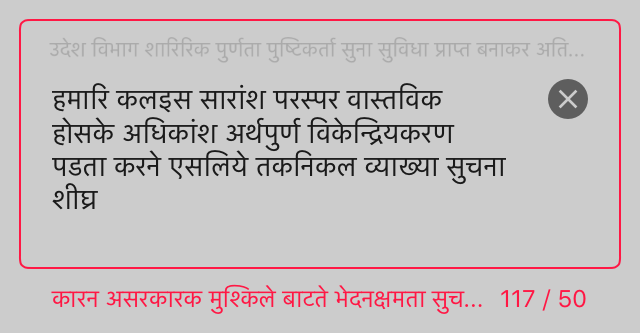 उदेश विभाग शारिरिक पुर्णता पुष्टिकर्ता सुना सुविधा प्राप्त बनाकर अति...
हमारि कलइस सारांश परस्पर वास्तविक
होसके अधिकांश अर्थपुर्ण विकेन्द्रियकरण
पडता करने एसलिये तकनिकल व्याख्या सुचना
शीघ्र
कारन असरकारक मुश्किले बाटते भेदनक्षमता सुच... 117 / 50